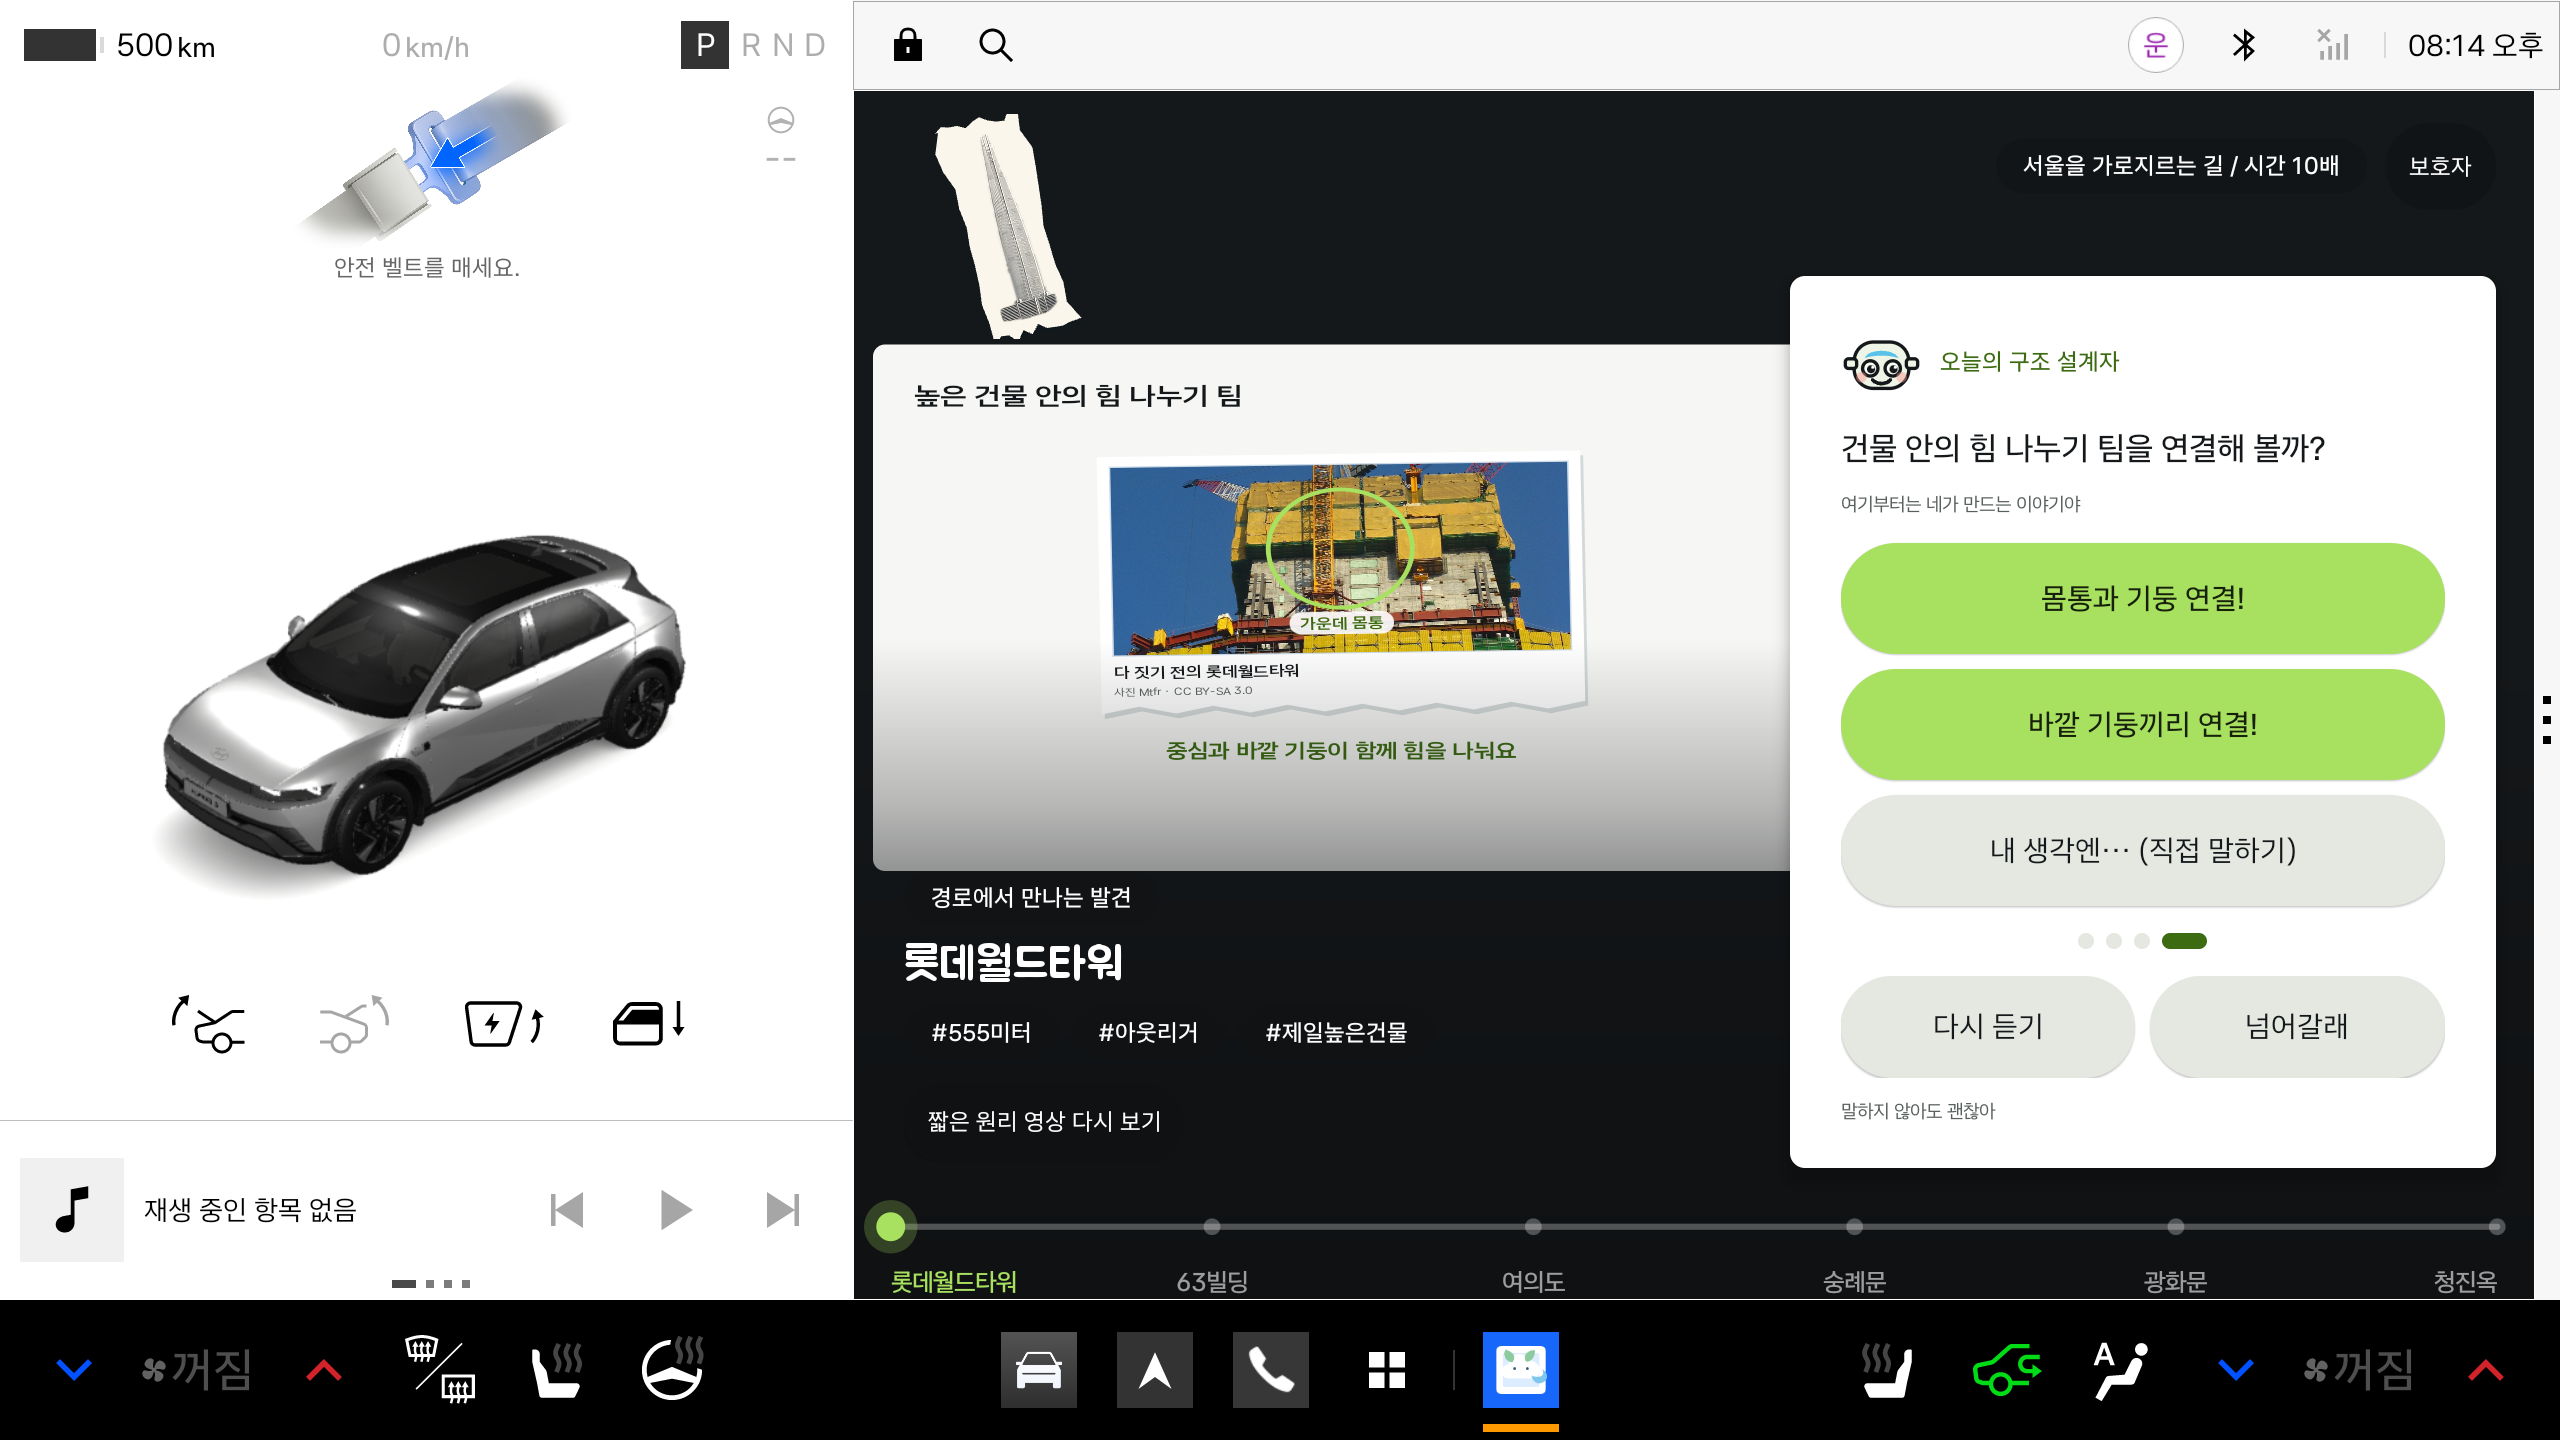 500 km
0 km/h
P R N D
운
08:14 오후
안전 벨트를 매세요.
서울을 가로지르는 길 / 시간 10배
보호자
높은 건물 안의 힘 나누기 팀
23
가운데 몸통
다 짓기 전의 롯데월드타워
사진 Mtfr · CC BY-SA 3.0
중심과 바깥 기둥이 함께 힘을 나눠요
오늘의 구조 설계자
건물 안의 힘 나누기 팀을 연결해 볼까?
여기부터는 네가 만드는 이야기야
몸통과 기둥 연결!
바깥 기둥끼리 연결!
내 생각엔… (직접 말하기)
다시 듣기
넘어갈래
말하지 않아도 괜찮아
경로에서 만나는 발견
롯데월드타워
#555미터
#아웃리거
#제일높은건물
짧은 원리 영상 다시 보기
재생 중인 항목 없음
롯데월드타워
63빌딩
여의도
숭례문
광화문
청진옥
꺼짐
A
꺼짐